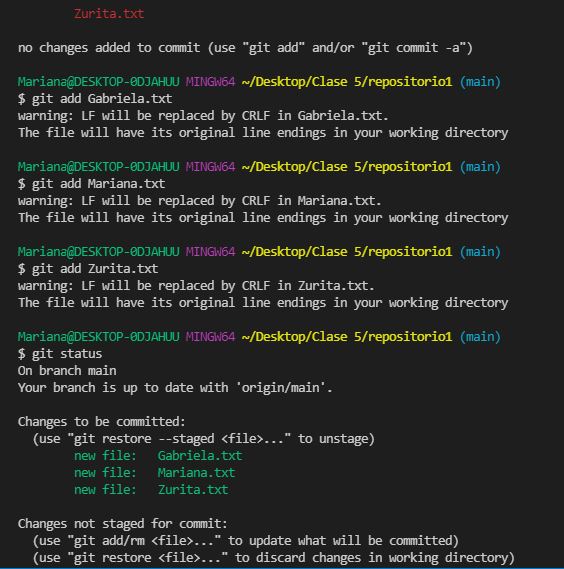 Zurita.txt
no changes added to commit (use "git add" and/or "git commit -a")
Mariana@DESKTOP-0DJAHUU MINGW64 ~/Desktop/Clase 5/repositorio1 (main)
$ git add Gabriela.txt
warning: LF will be replaced by CRLF in Gabriela.txt.
The file will have its original line endings in your working directory
Mariana@DESKTOP-0DJAHUU MINGW64 ~/Desktop/Clase 5/repositorio1 (main)
$ git add Mariana.txt
warning: LF will be replaced by CRLF in Mariana.txt.
The file will have its original line endings in your working directory
Mariana@DESKTOP-0DJAHUU MINGW64 ~/Desktop/Clase 5/repositorio1 (main)
$ git add Zurita.txt
warning: LF will be replaced by CRLF in Zurita.txt.
The file will have its original line endings in your working directory
Mariana@DESKTOP-0DJAHUU MINGW64 ~/Desktop/Clase 5/repositorio1 (main)
$ git status
On branch main
Your branch is up to date with 'origin/main'.
Changes to be committed:
(use "git restore --staged <file>..." to unstage)
new file: Gabriela.txt
new file: Mariana.txt
new file: Zurita.txt
Changes not staged for commit:
(use "git add/rm <file>..." to update what will be committed)
(use "git restore <file>..." to discard changes in working directory)